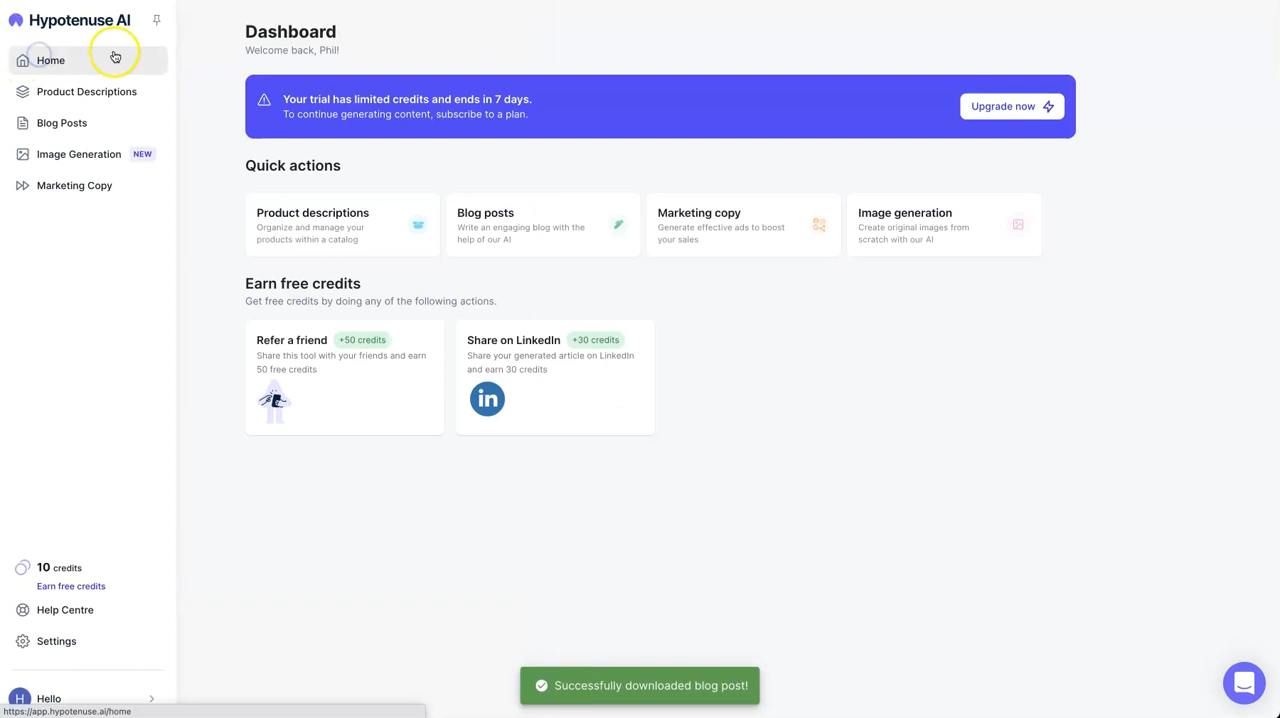 Hypotenuse AI
Home
Product Descriptions
Blog Posts
Image Generation NEW
Marketing Copy
Dashboard
Welcome back, Phil!
Your trial has limited credits and ends in 7 days.
To continue generating content, subscribe to a plan.
Upgrade now
Quick actions
Product descriptions
Organize and manage your
products within a catalog
Blog posts
Write an engaging blog with the
help of our AI
Marketing copy
Generate effective ads to boost
your sales
Image generation
Create original images from
scratch with our AI
Earn free credits
Get free credits by doing any of the following actions.
Refer a friend +50 credits
Share this tool with your friends and earn
50 free credits
Share on LinkedIn +30 credits
Share your generated article on LinkedIn
and earn 30 credits
in
10 credits
Earn free credits
Help Centre
Settings
H Hello
https://app.hypotenuse.ai/home
Successfully downloaded blog post!